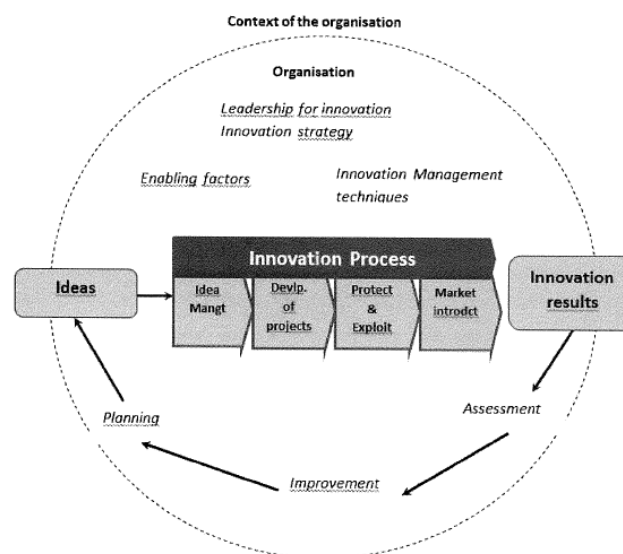 Context of the organisation
Organisation
Leadership for innovation
Innovation strategy
Enabling factors
Innovation Management
techniques
Innovation Process
Ideas
Idea
Mangt
Devlp.
of
projects
Protect
&
Exploit
Market
introdct
Innovation
results
Planning
Assessment
Improvement